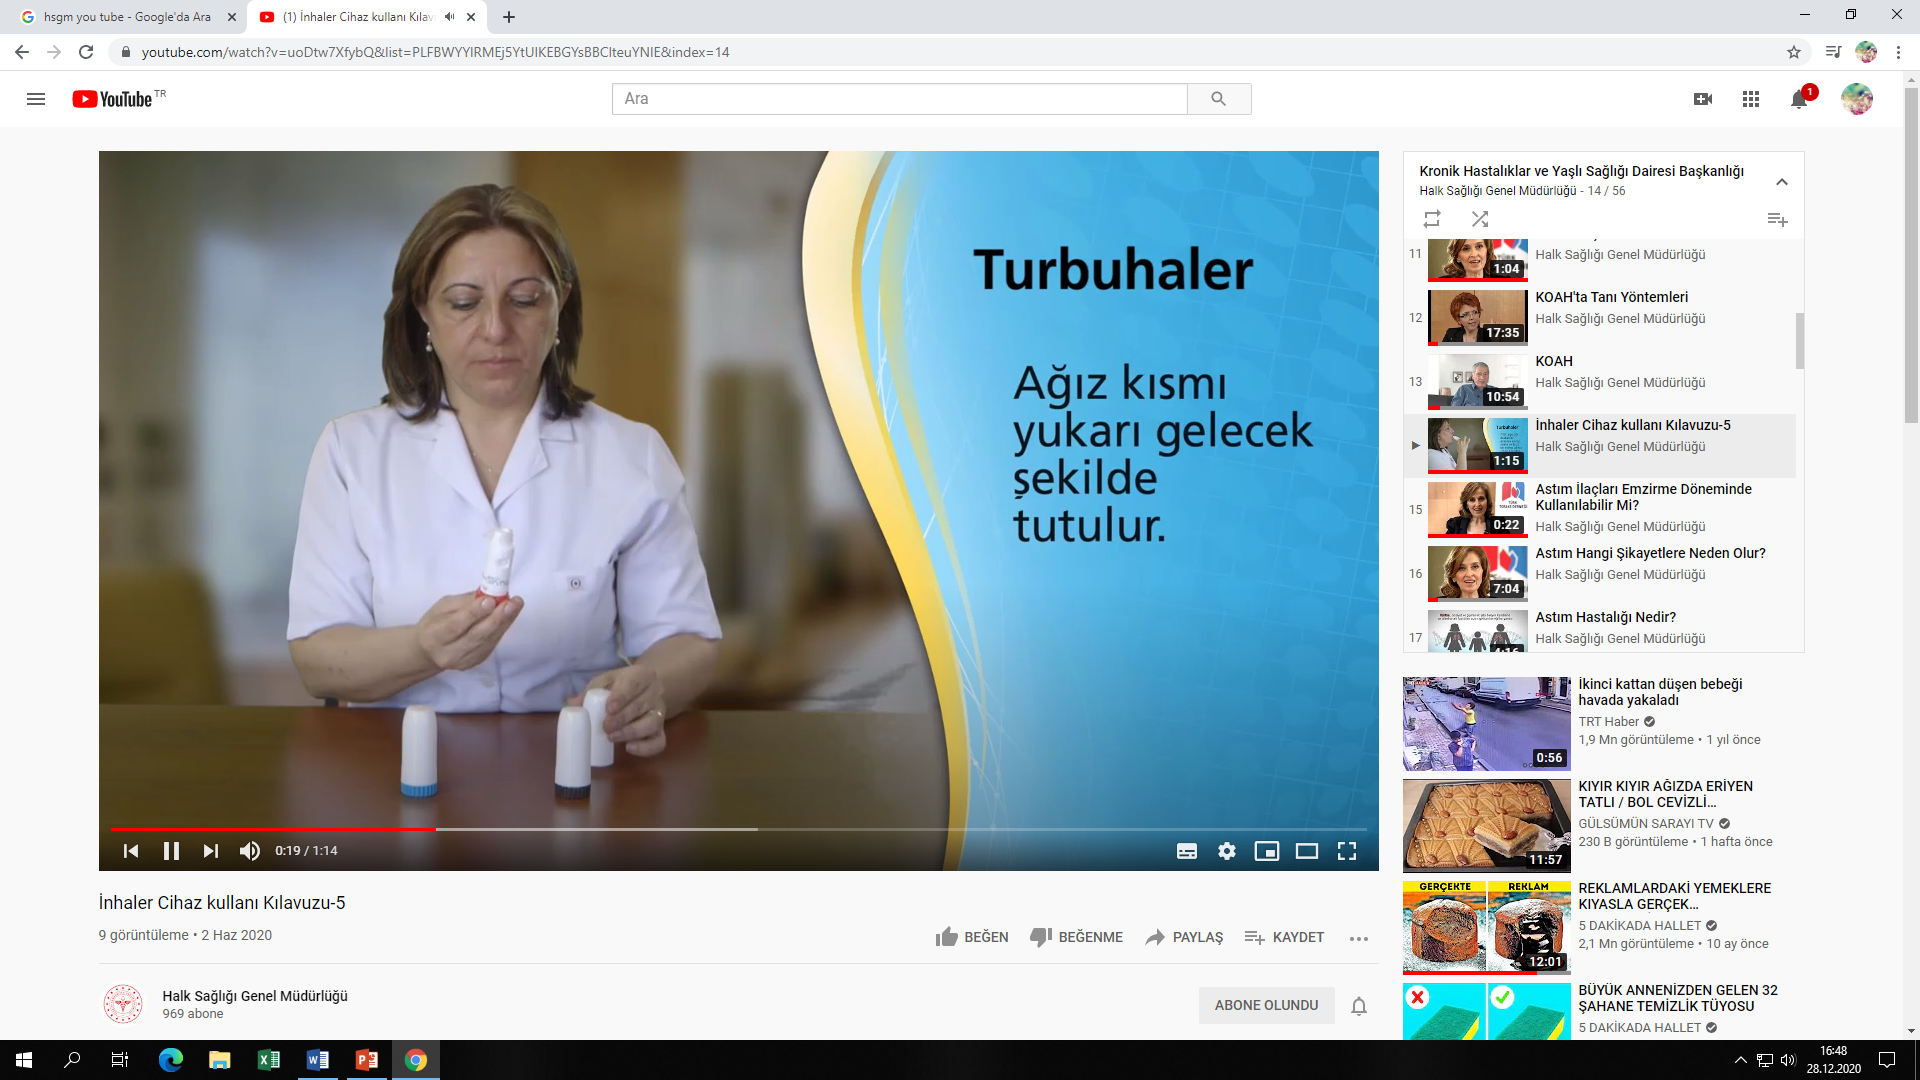 hsgm you tube - Google'da Ara
(1) İnhaler Cihaz kullanı Kılav
youtube.com/watch?v=uoDtw7XfybQ&list=PLFBWYYlRMEj5YtUIKEBGYsBBClteuYNIE&index=14
YouTube TR
Ara
1
Turbuhaler
Ağız kısmı
yukarı gelecek
şekilde
tutulur.
0:19 / 1:14
İnhaler Cihaz kullanı Kılavuzu-5
9 görüntüleme • 2 Haz 2020
BEĞEN
BEĞENME
PAYLAŞ
KAYDET
Halk Sağlığı Genel Müdürlüğü
969 abone
ABONE OLUNDU
Kronik Hastalıklar ve Yaşlı Sağlığı Dairesi Başkanlığı
Halk Sağlığı Genel Müdürlüğü - 14 / 56
11
1:04
Halk Sağlığı Genel Müdürlüğü
12
17:35
KOAH'ta Tanı Yöntemleri
Halk Sağlığı Genel Müdürlüğü
13
10:54
KOAH
Halk Sağlığı Genel Müdürlüğü
Turbuhaler
1:15
İnhaler Cihaz kullanı Kılavuzu-5
Halk Sağlığı Genel Müdürlüğü
15
0:22
Astım İlaçları Emzirme Döneminde
Kullanılabilir Mi?
Halk Sağlığı Genel Müdürlüğü
16
7:04
Astım Hangi Şikayetlere Neden Olur?
Halk Sağlığı Genel Müdürlüğü
17
Astım Hastalığı Nedir?
Halk Sağlığı Genel Müdürlüğü
0:56
İkinci kattan düşen bebeği
havada yakaladı
TRT Haber
1,9 Mn görüntüleme • 1 yıl önce
11:57
KIYIR KIYIR AĞIZDA ERİYEN
TATLI / BOL CEVİZLİ…
GÜLSÜMÜN SARAYI TV
230 B görüntüleme • 1 hafta önce
GERÇEKTE REKLAM
12:01
REKLAMLARDAKİ YEMEKLERE
KIYASLA GERÇEK…
5 DAKİKADA HALLET
2,1 Mn görüntüleme • 10 ay önce
BÜYÜK ANNENİZDEN GELEN 32
ŞAHANE TEMİZLİK TÜYOSU
5 DAKİKADA HALLET
16:48
28.12.2020